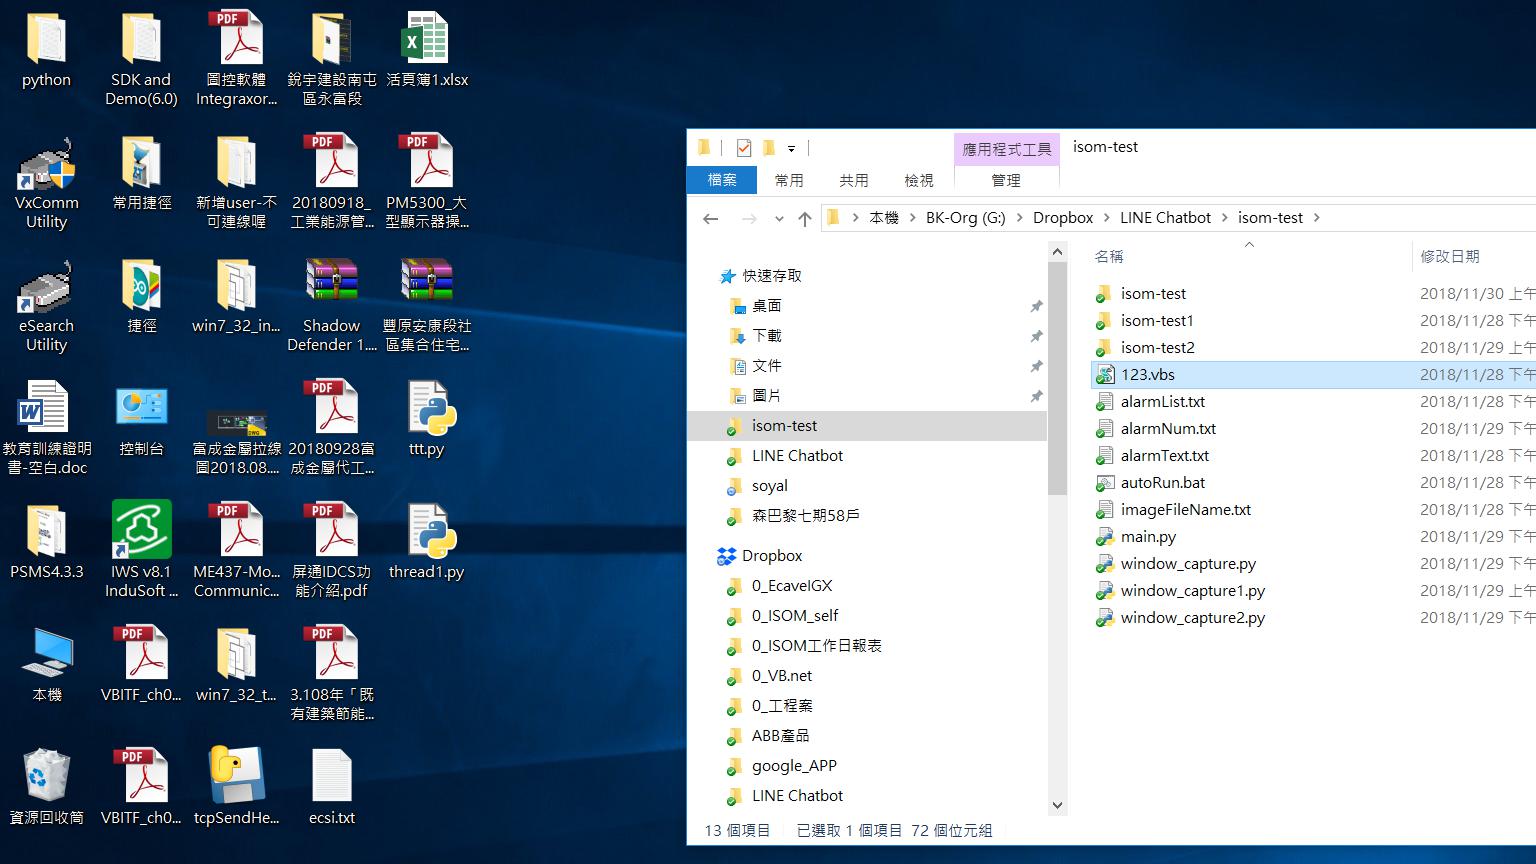 python
SDK and
Demo(6.0)
圖控軟體
Integraxor...
銳宇建設南屯
區永富段
活頁簿1.xlsx
VxComm
Utility
常用捷徑
新增user-不
可連線喔
20180918_
工業能源管...
PM5300_大
型顯示器操...
eSearch
Utility
捷徑
win7_32_in...
Shadow
Defender 1....
豐原安康段社
區集合住宅...
教育訓練證明
書-空白.doc
控制台
富成金屬拉線
圖2018.08....
20180928富
成金屬代工...
ttt.py
PSMS4.3.3
IWS v8.1
InduSoft ...
ME437-Mo...
Communic...
屏通IDCS功
能介紹.pdf
thread1.py
本機
VBITF_ch0...
win7_32_t...
3.108年「既
有建築節能...
資源回收筒
VBITF_ch0...
tcpSendHe...
ecsi.txt
應用程式工具
isom-test
檔案
常用
共用
檢視
管理
本機 > BK-Org (G:) > Dropbox > LINE Chatbot > isom-test >
快速存取
桌面
下載
文件
圖片
isom-test
LINE Chatbot
soyal
森巴黎七期58戶
Dropbox
0_EcaveIGX
0_ISOM_self
0_ISOM工作日報表
0_VB.net
0_工程案
ABB產品
google_APP
LINE Chatbot
名稱 修改日期
isom-test 2018/11/30 上午
isom-test1 2018/11/28 下午
isom-test2 2018/11/29 上午
123.vbs 2018/11/28 下午
alarmList.txt 2018/11/28 下午
alarmNum.txt 2018/11/28 下午
alarmText.txt 2018/11/28 下午
autoRun.bat 2018/11/28 下午
imageFileName.txt 2018/11/28 下午
main.py 2018/11/29 下午
window_capture.py 2018/11/29 下午
window_capture1.py 2018/11/29 上午
window_capture2.py 2018/11/29 下午
13 個項目 已選取 1 個項目 72 個位元組